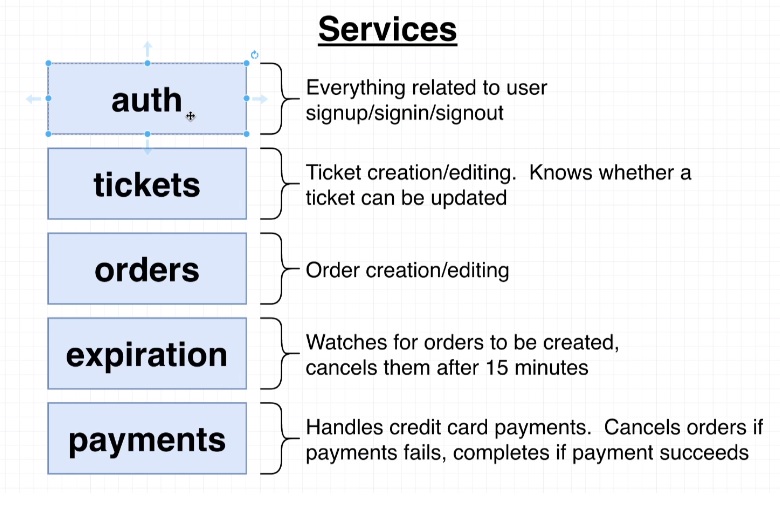 Services
auth
Everything related to user
signup/signin/signout
tickets
Ticket creation/editing.  Knows whether a
ticket can be updated
orders
Order creation/editing
expiration
Watches for orders to be created,
cancels them after 15 minutes
payments
Handles credit card payments.  Cancels orders if
payments fails, completes if payment succeeds